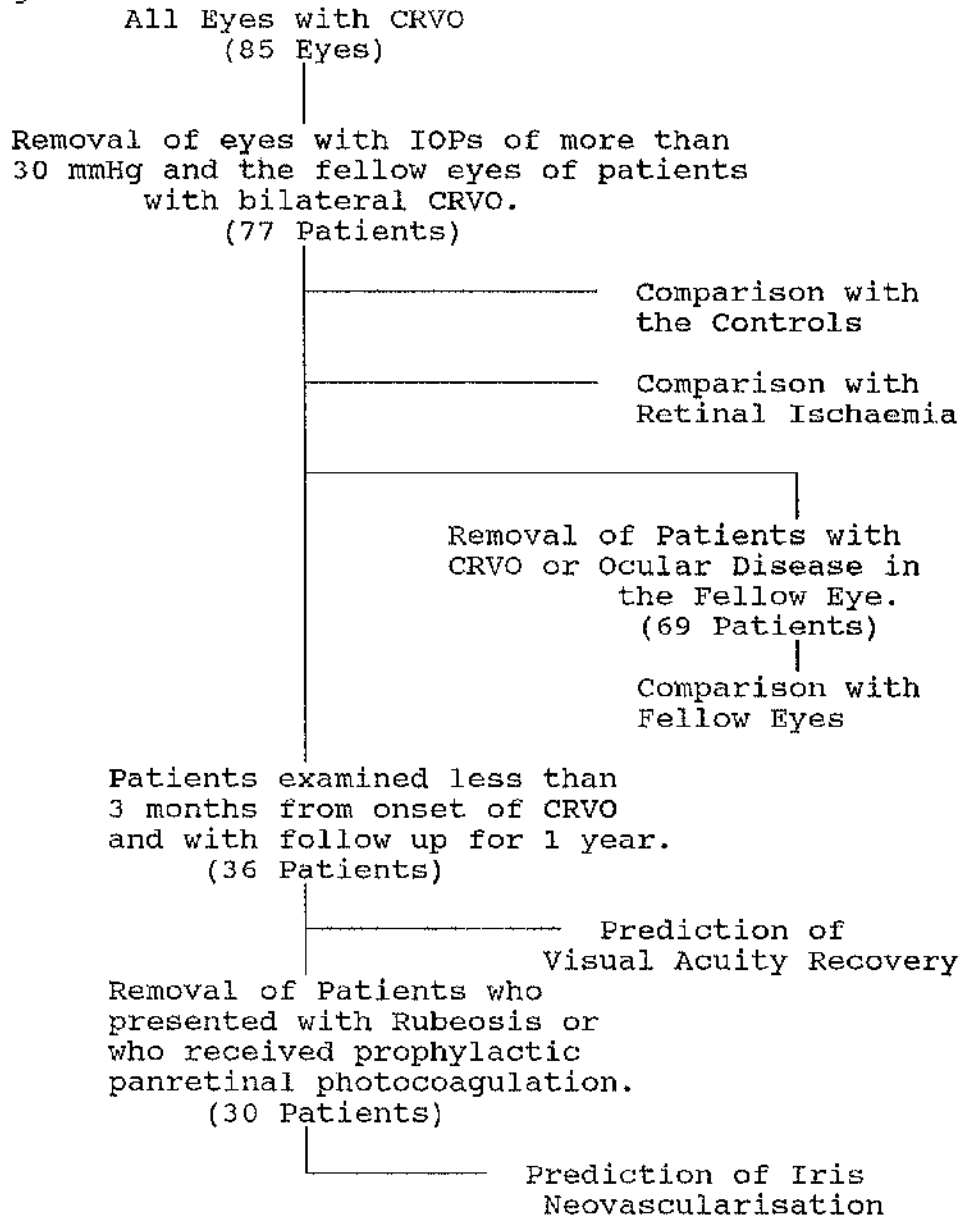 All Eyes with CRVO
(85 Eyes)
Removal of eyes with IOPs of more than
30 mmHg and the fellow eyes of patients
with bilateral CRVO.
(77 Patients)
Comparison with
the Controls
Comparison with
Retinal Ischaemia
Removal of Patients with
CRVO or Ocular Disease in
the Fellow Eye.
(69 Patients)
Comparison with
Fellow Eyes
Patients examined less than
3 months from onset of CRVO
and with follow up for 1 year.
(36 Patients)
Prediction of
Visual Acuity Recovery
Removal of Patients who
presented with Rubeosis or
who received prophylactic
panretinal photocoagulation.
(30 Patients)
Prediction of Iris
Neovascularisation